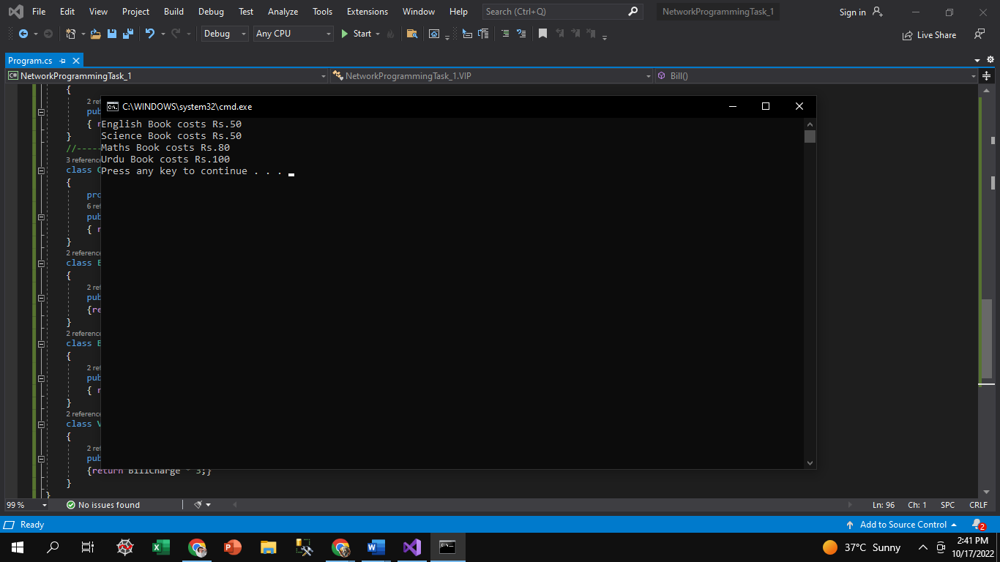 File Edit View Project Build Debug Test Analyze Tools Extensions Window Help Search (Ctrl+Q) NetworkProgrammingTask_1 Sign in
Debug Any CPU Start Live Share
Program.cs
C# NetworkProgrammingTask_1 NetworkProgrammingTask_1.VIP Bill()
{
C:\WINDOWS\system32\cmd.exe
English Book costs Rs.50
Science Book costs Rs.50
Maths Book costs Rs.80
Urdu Book costs Rs.100
Press any key to continue . . .
}
//-----
3 reference
class
{
pro
6 ref
pub
{
}
2 reference
class
{
2 ref
pub
{re
}
2 reference
class
{
2 ref
pub
{
}
2 reference
class V
{
2 ref
pub
{return BillCharge * 3;}
}
}
99 % No issues found Ln: 96 Ch: 1 SPC CRLF
Ready Add to Source Control 2
37°C Sunny 2:41 PM
10/17/2022